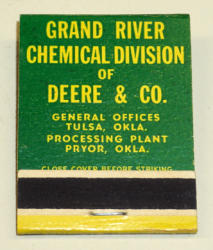 GRAND RIVER
CHEMICAL DIVISION
OF
DEERE & CO.
GENERAL OFFICES
TULSA, OKLA.
PROCESSING PLANT
PRYOR, OKLA.
CLOSE COVER BEFORE STRIKING